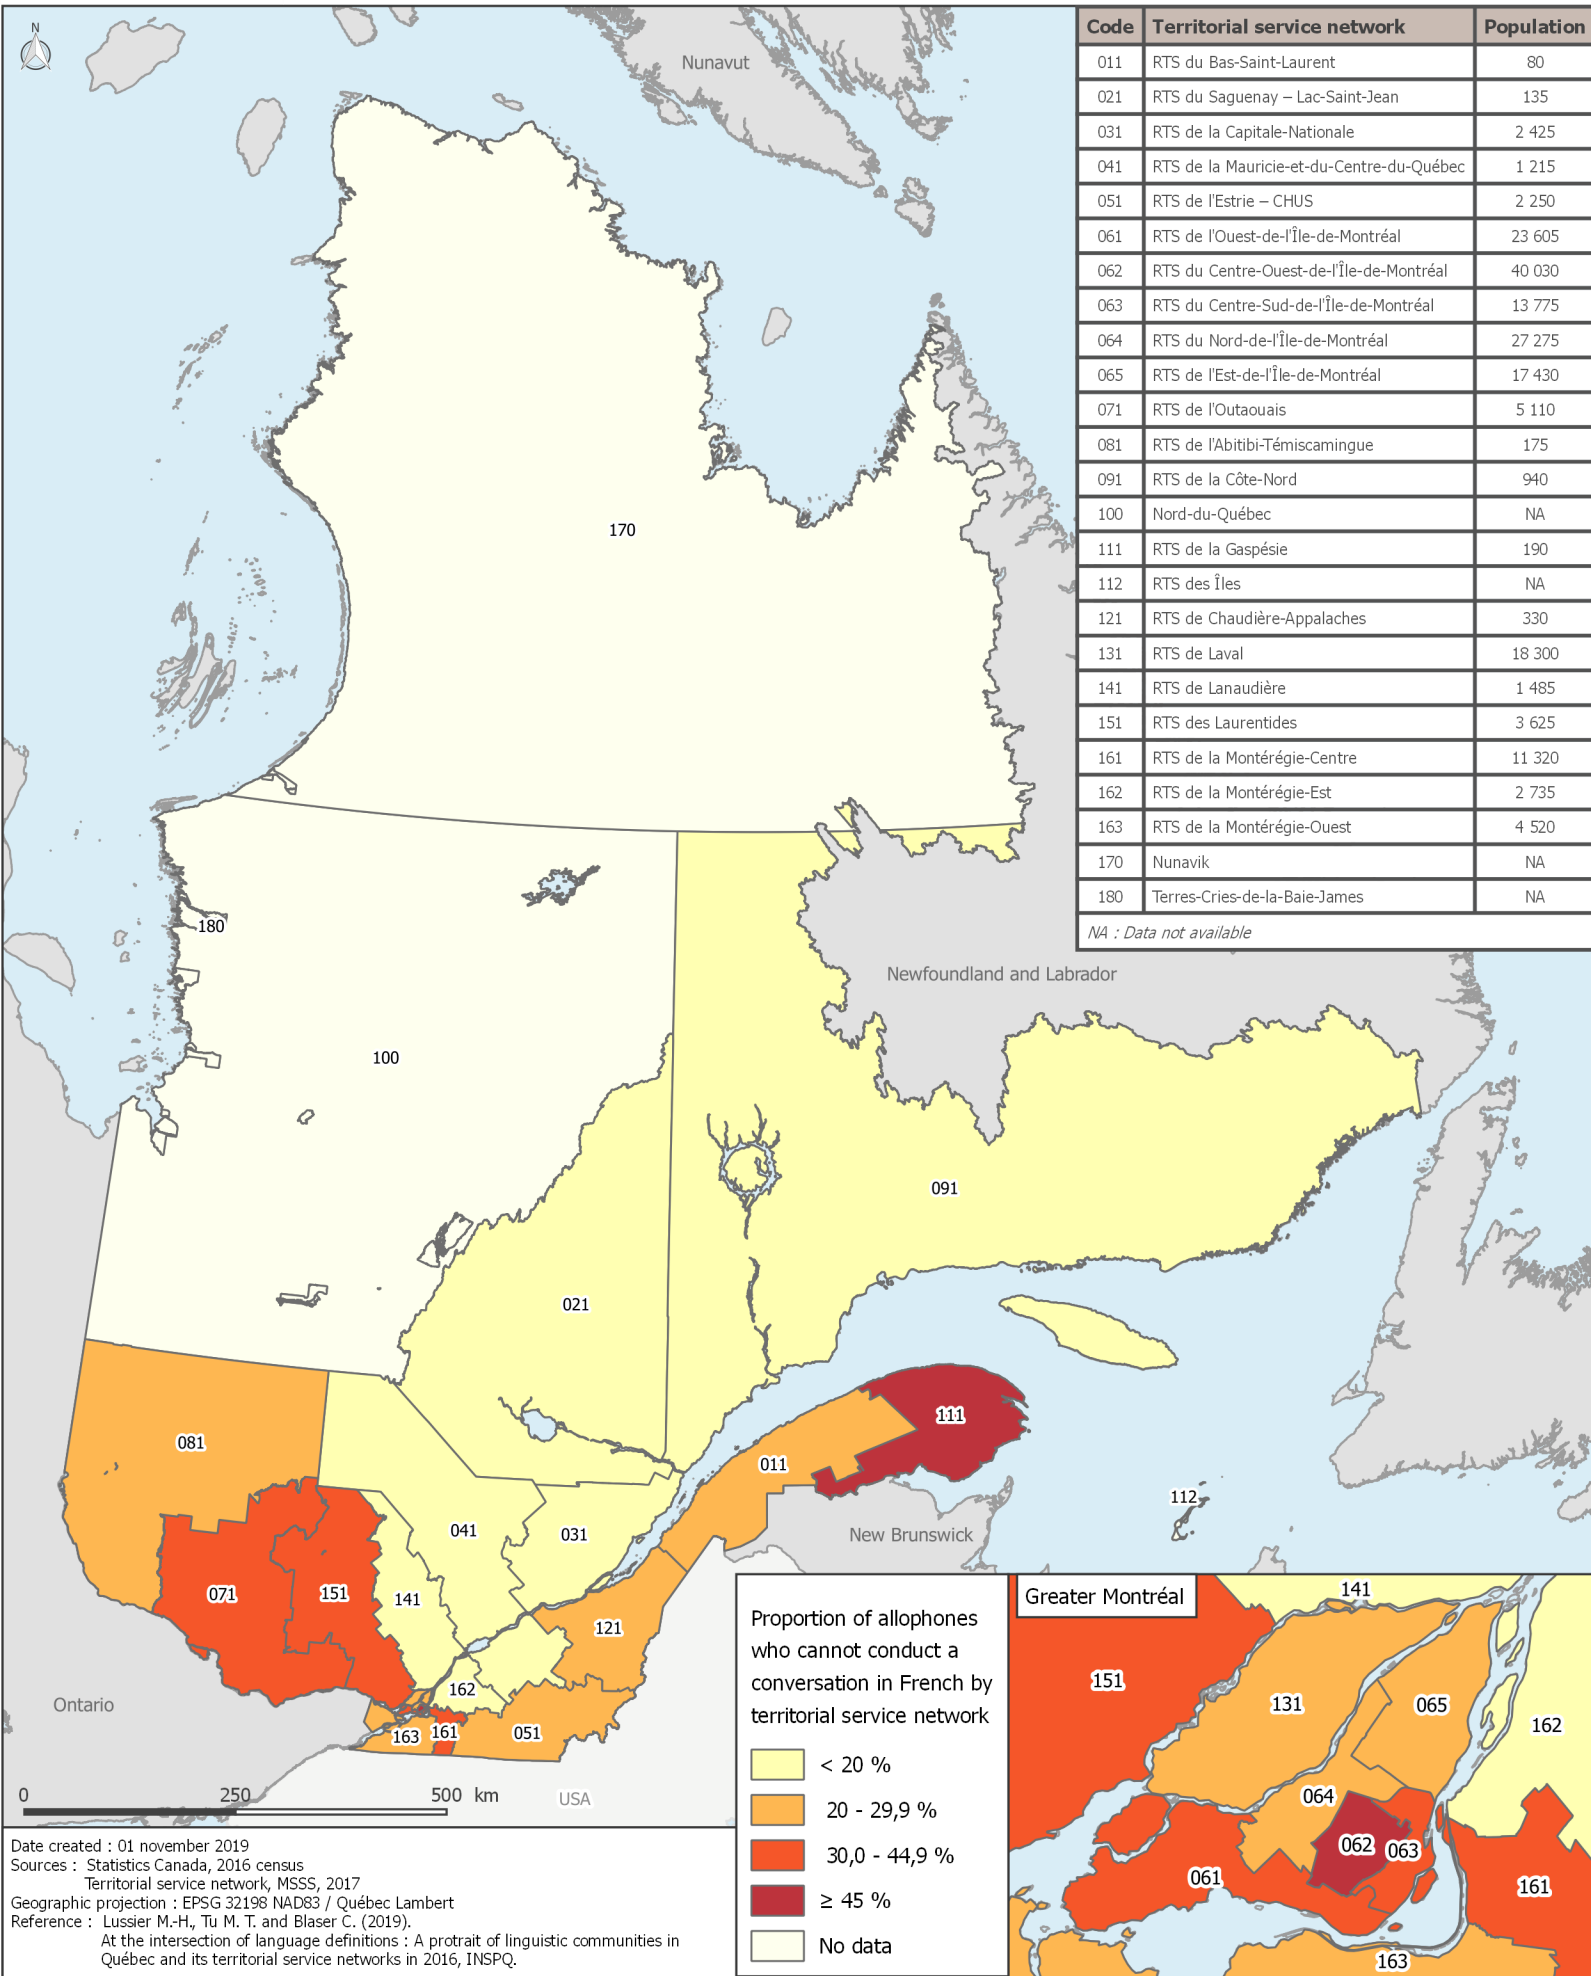 N
Nunavut
Code Territorial service network Population
011 RTS du Bas-Saint-Laurent 80
021 RTS du Saguenay – Lac-Saint-Jean 135
031 RTS de la Capitale-Nationale 2 425
041 RTS de la Mauricie-et-du-Centre-du-Québec 1 215
051 RTS de l'Estrie – CHUS 2 250
061 RTS de l'Ouest-de-l'Île-de-Montréal 23 605
062 RTS du Centre-Ouest-de-l'Île-de-Montréal 40 030
063 RTS du Centre-Sud-de-l'Île-de-Montréal 13 775
064 RTS du Nord-de-l'Île-de-Montréal 27 275
065 RTS de l'Est-de-l'Île-de-Montréal 17 430
071 RTS de l'Outaouais 5 110
081 RTS de l'Abitibi-Témiscamingue 175
091 RTS de la Côte-Nord 940
100 Nord-du-Québec NA
111 RTS de la Gaspésie 190
112 RTS des Îles NA
121 RTS de Chaudière-Appalaches 330
131 RTS de Laval 18 300
141 RTS de Lanaudière 1 485
151 RTS des Laurentides 3 625
161 RTS de la Montérégie-Centre 11 320
162 RTS de la Montérégie-Est 2 735
163 RTS de la Montérégie-Ouest 4 520
170 Nunavik NA
180 Terres-Cries-de-la-Baie-James NA
NA : Data not available
170
180
Newfoundland and Labrador
100
091
021
111
081
011
112
041
031
New Brunswick
071
151
141
121
162
Ontario
163
161
051
0 250 500 km
USA
Proportion of allophones
who cannot conduct a
conversation in French by
territorial service network
< 20 %
20 - 29,9 %
30,0 - 44,9 %
≥ 45 %
No data
Greater Montréal
141
151
131
065
162
064
062
063
061
161
163
Date created : 01 november 2019
Sources : Statistics Canada, 2016 census
Territorial service network, MSSS, 2017
Geographic projection : EPSG 32198 NAD83 / Québec Lambert
Reference : Lussier M.-H., Tu M. T. and Blaser C. (2019).
At the intersection of language definitions : A protrait of linguistic communities in
Québec and its territorial service networks in 2016, INSPQ.